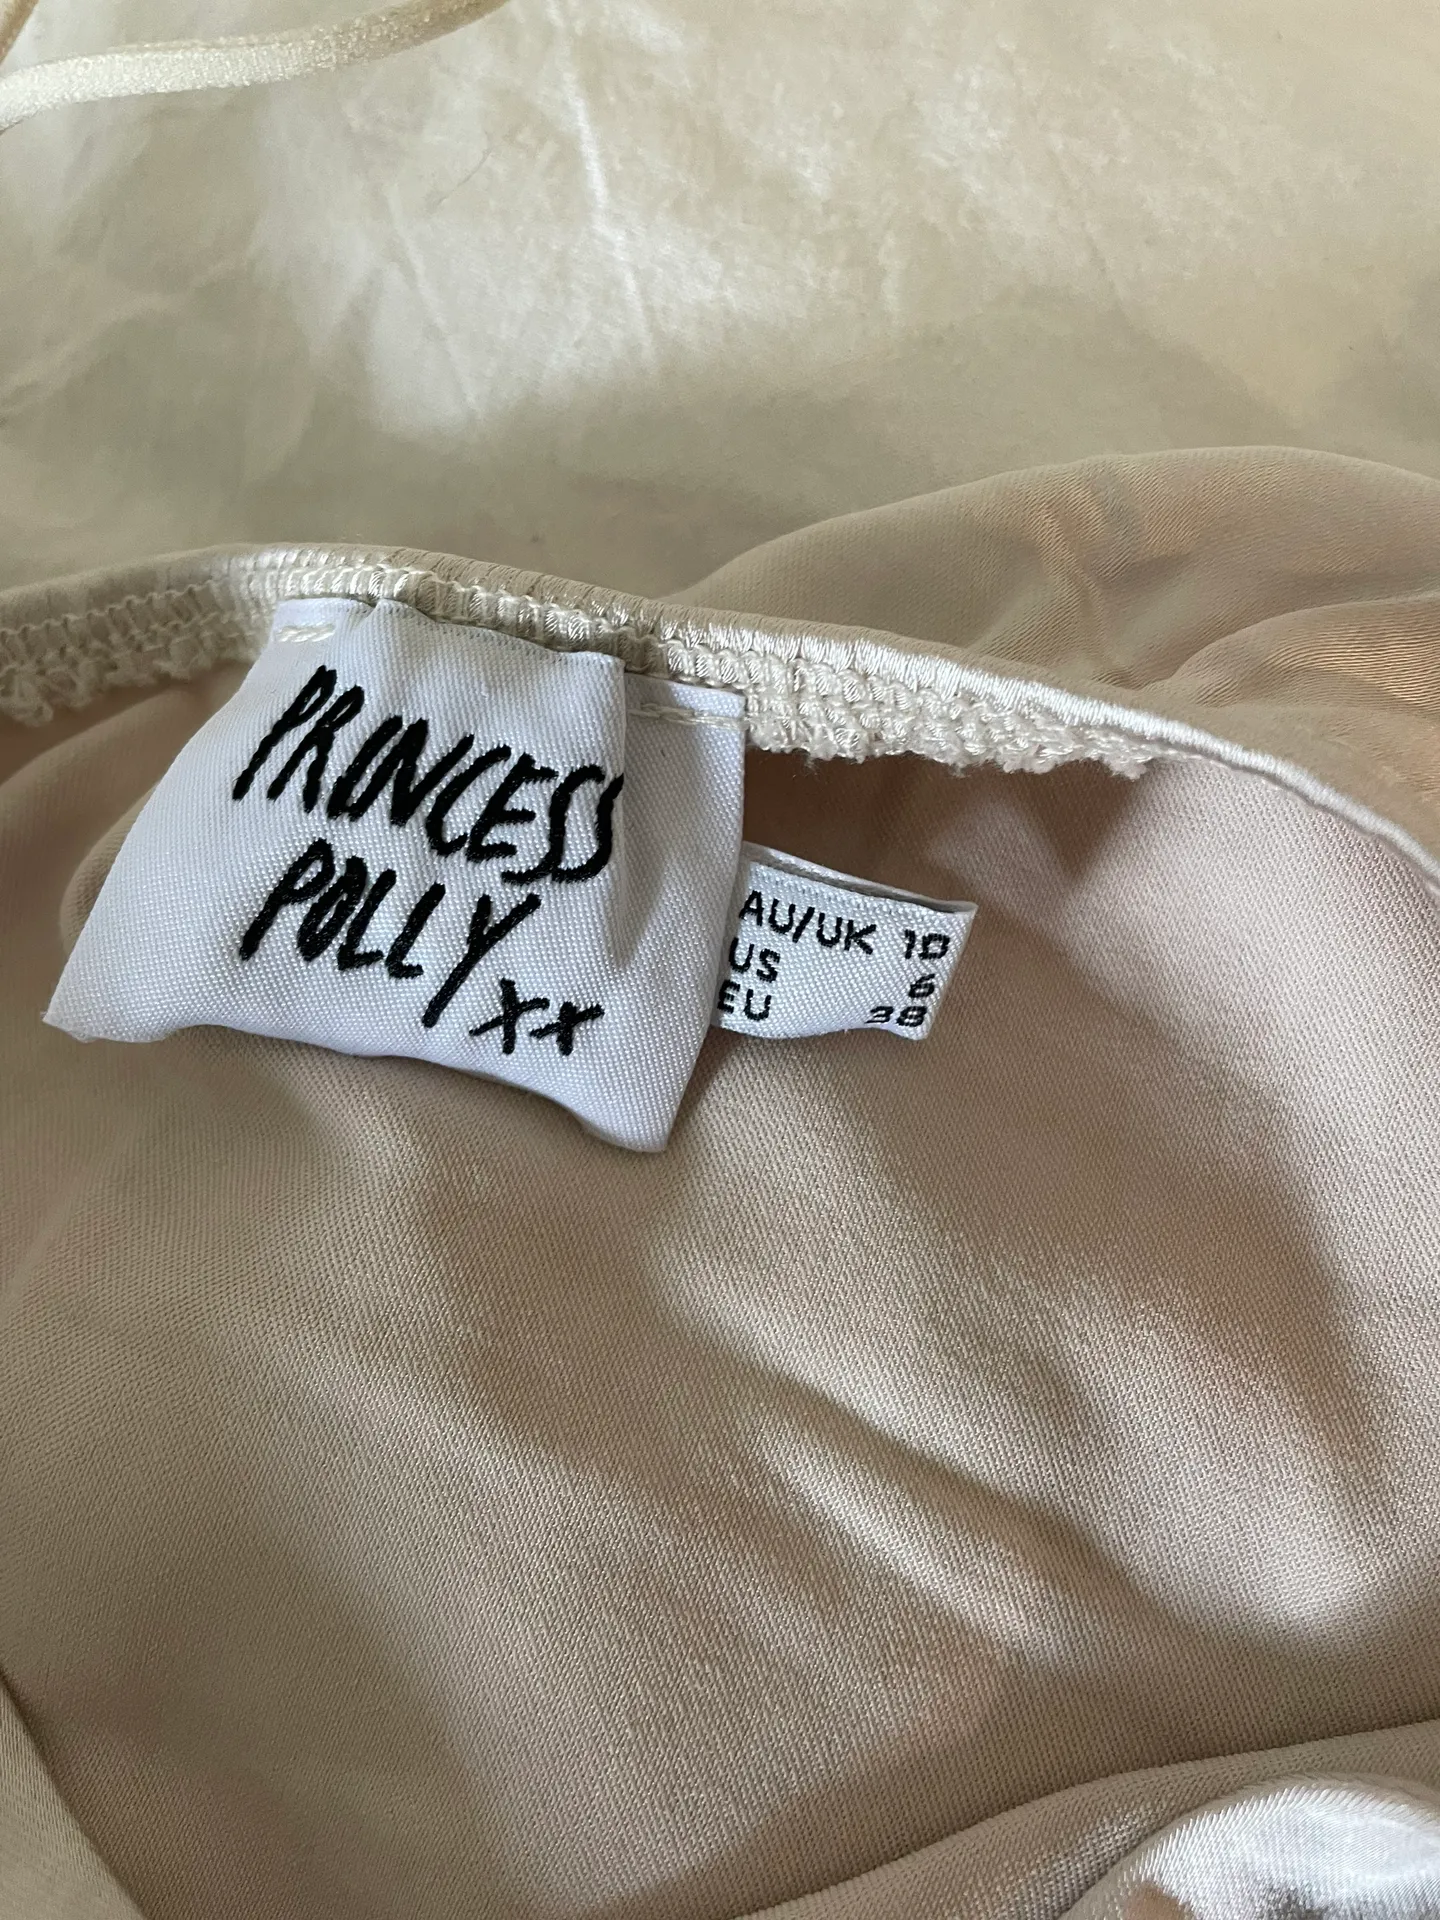 PRINCESS
POLLY
xx
AU/UK 10
US 6
EU 38